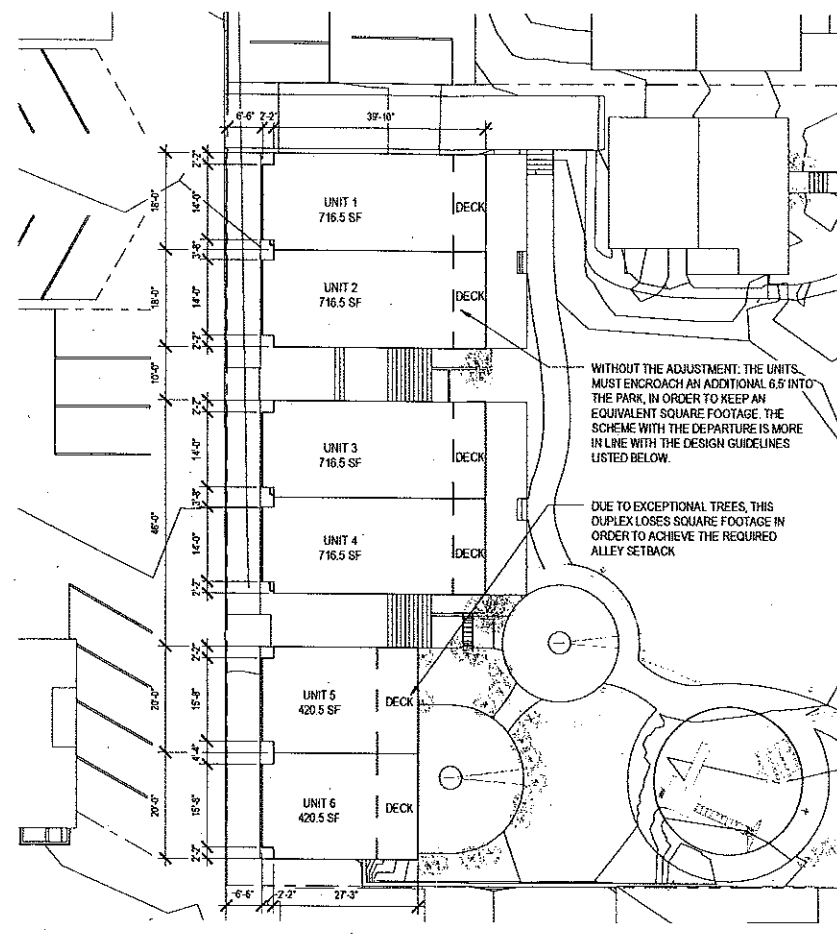 6'-6" 2'-2" 39'-10"
2'-2"
18'-0"
14'-0"
UNIT 1
716.5 SF
DECK
3'-8"
UNIT 2
716.5 SF
DECK
18'-0"
14'-0"
2'-2"
10'-0"
WITHOUT THE ADJUSTMENT: THE UNITS
MUST ENCROACH AN ADDITIONAL 6.5' INTO
THE PARK, IN ORDER TO KEEP AN
EQUIVALENT SQUARE FOOTAGE. THE
SCHEME WITH THE DEPARTURE IS MORE
IN LINE WITH THE DESIGN GUIDELINES
LISTED BELOW.
2'-2"
14'-0"
UNIT 3
716.5 SF
DECK
3'-8"
46'-0"
DUE TO EXCEPTIONAL TREES, THIS
DUPLEX LOSES SQUARE FOOTAGE IN
ORDER TO ACHIEVE THE REQUIRED
ALLEY SETBACK
14'-0"
UNIT 4
716.5 SF
DECK
2'-2"
2'-2"
20'-0"
15'-8"
UNIT 5
420.5 SF
DECK
4'-4"
20'-0"
UNIT 6
420.5 SF
DECK
2'-2"
6'-6" 2'-2" 27'-3"